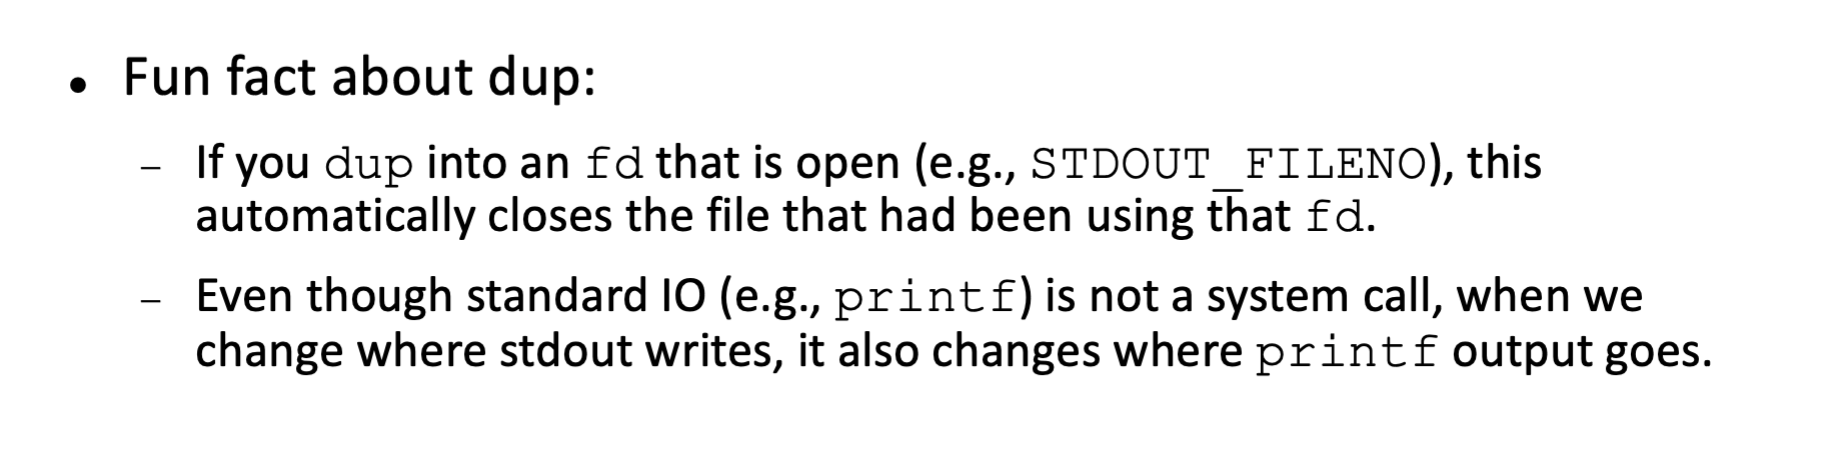 • Fun fact about dup:
– If you dup into an fd that is open (e.g., STDOUT_FILENO), this
automatically closes the file that had been using that fd.
– Even though standard IO (e.g., printf) is not a system call, when we
change where stdout writes, it also changes where printf output goes.